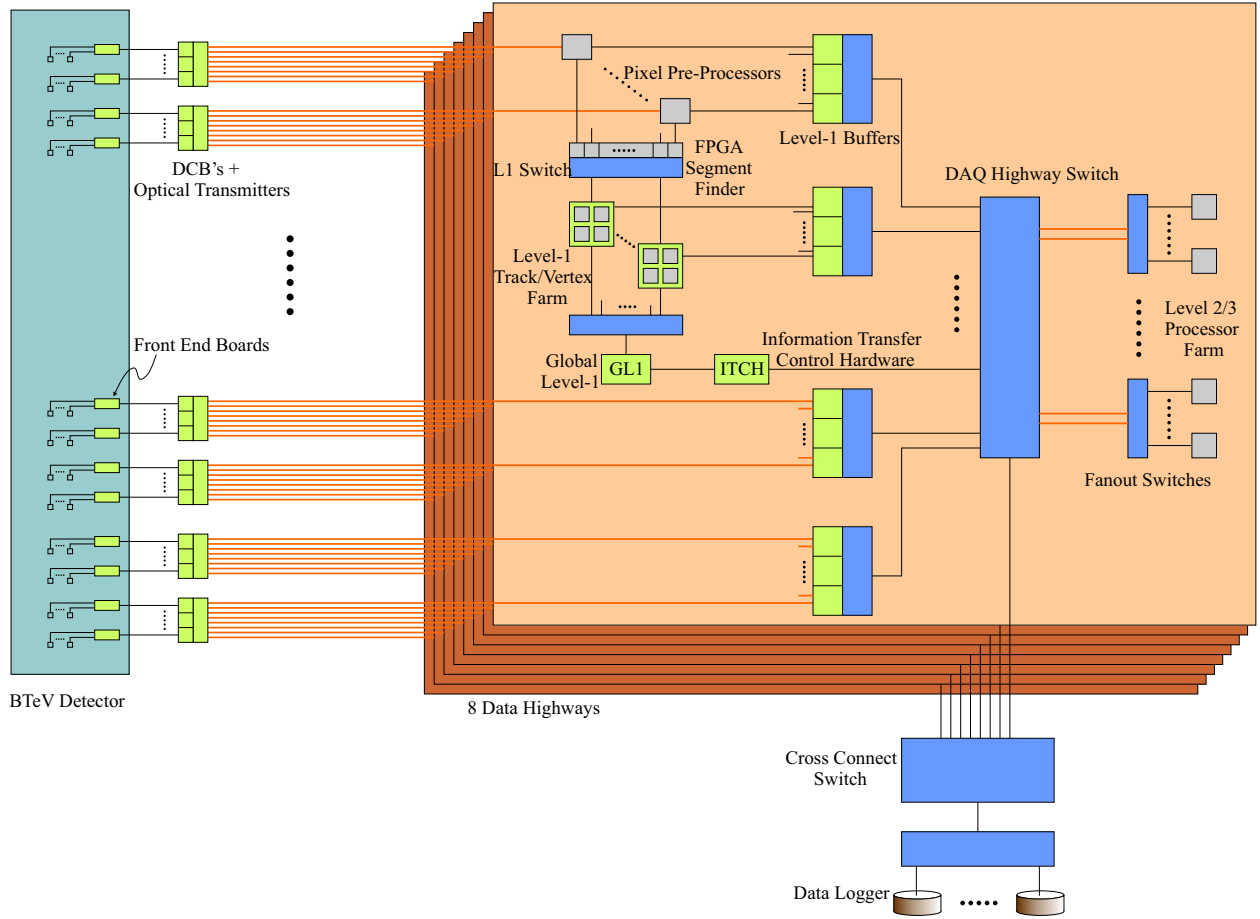 Pixel Pre-Processors
Level-1 Buffers
FPGA
Segment
Finder
L1 Switch
DCB's +
Optical Transmitters
DAQ Highway Switch
Level-1
Track/Vertex
Farm
Level 2/3
Processor
Farm
Front End Boards
Information Transfer
Control Hardware
Global
Level-1
GL1
ITCH
Fanout Switches
BTeV Detector
8 Data Highways
Cross Connect
Switch
Data Logger